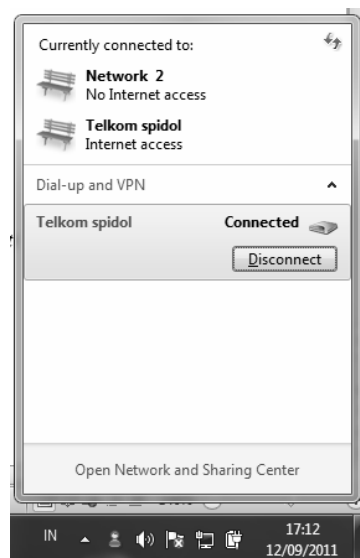 Currently connected to:
Network 2
No Internet access
Telkom spidol
Internet access
Dial-up and VPN
Telkom spidol Connected
Disconnect
Open Network and Sharing Center
IN 17:12
12/09/2011